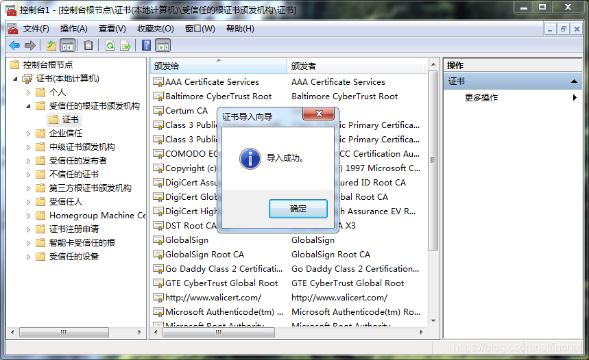 控制台1 - [控制台根节点\证书(本地计算机)\受信任的根证书颁发机构\证书]
文件(F) 操作(A) 查看(V) 收藏夹(O) 窗口(W) 帮助(H)
控制台根节点
证书(本地计算机)
个人
受信任的根证书颁发机构
证书
企业信任
中级证书颁发机构
受信任的发布者
不信任的证书
第三方根证书颁发机构
受信任人
Homegroup Machine Ce
证书注册申请
智能卡受信任的根
受信任的设备
颁发给 颁发者
AAA Certificate Services AAA Certificate Services
Baltimore CyberTrust Root Baltimore CyberTrust Root
Certum CA
Class 3 Public ic Primary Certifica...
Class 3 Publi ic Primary Certifica...
COMODO EC CC Certification Au...
Copyright (c) (c) 1997 Microsoft C...
DigiCert Assu ured ID Root CA
DigiCert Glob obal Root CA
DigiCert High Assurance EV R...
DST Root CA A X3
GlobalSign GlobalSign
GlobalSign Root CA GlobalSign Root CA
Go Daddy Class 2 Certificati... Go Daddy Class 2 Certification...
GTE CyberTrust Global Root GTE CyberTrust Global Root
http://www.valicert.com/ http://www.valicert.com/
Microsoft Authenticode(tm) ... Microsoft Authenticode(tm) Ro...
Microsoft Root Authority Microsoft Root Authority
证书导入向导
导入成功。
确定
操作
证书
更多操作